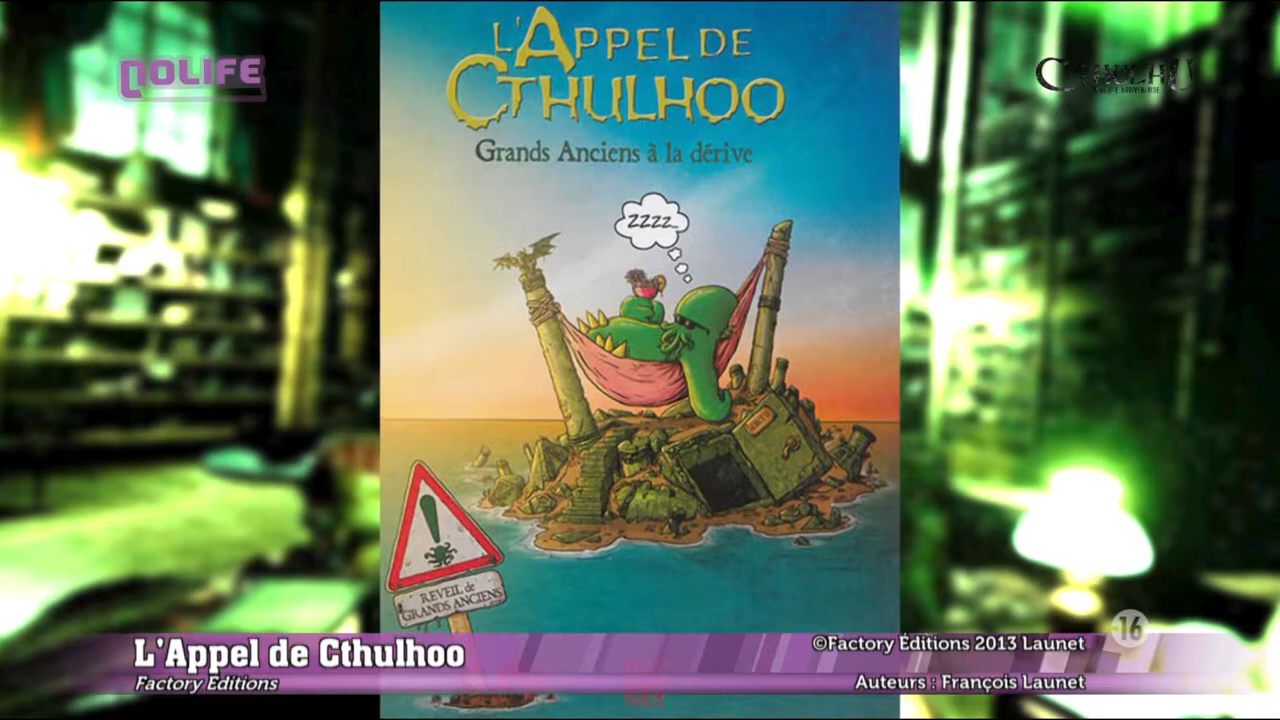 NOLIFE
CTHULHU
L'APPEL DE
CTHULHOO
Grands Anciens à la dérive
ZZZZ...
REVEIL de
GRANDS ANCIENS
-16
L'Appel de Cthulhoo
©Factory Éditions 2013 Launet
Factory Éditions
Auteurs : François Launet